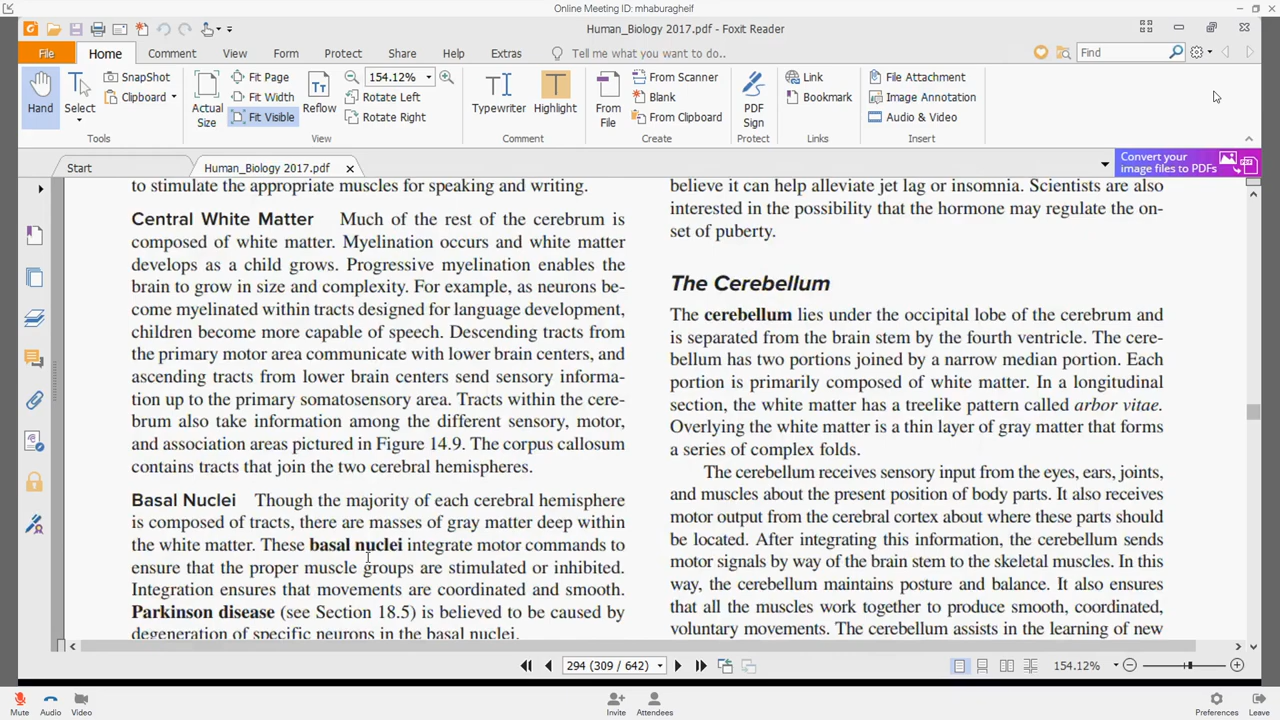 Online Meeting ID: mhaburagheif
Human_Biology 2017.pdf - Foxit Reader
File Home Comment View Form Protect Share Help Extras Tell me what you want to do.. Find
Hand
Select
SnapShot
Clipboard
Tools
Actual Size
Fit Page
Fit Width
Fit Visible
Reflow
154.12%
Rotate Left
Rotate Right
View
Typewriter
Highlight
Comment
From File
From Scanner
Blank
From Clipboard
Create
PDF Sign
Protect
Link
Bookmark
Links
File Attachment
Image Annotation
Audio & Video
Insert
Start
Human_Biology 2017.pdf
Convert your
image files to PDFs
to stimulate the appropriate muscles for speaking and writing.
Central White Matter Much of the rest of the cerebrum is
composed of white matter. Myelination occurs and white matter
develops as a child grows. Progressive myelination enables the
brain to grow in size and complexity. For example, as neurons be-
come myelinated within tracts designed for language development,
children become more capable of speech. Descending tracts from
the primary motor area communicate with lower brain centers, and
ascending tracts from lower brain centers send sensory informa-
tion up to the primary somatosensory area. Tracts within the cere-
brum also take information among the different sensory, motor,
and association areas pictured in Figure 14.9. The corpus callosum
contains tracts that join the two cerebral hemispheres.
Basal Nuclei Though the majority of each cerebral hemisphere
is composed of tracts, there are masses of gray matter deep within
the white matter. These basal nuclei integrate motor commands to
ensure that the proper muscle groups are stimulated or inhibited.
Integration ensures that movements are coordinated and smooth.
Parkinson disease (see Section 18.5) is believed to be caused by
degeneration of specific neurons in the basal nuclei.
believe it can help alleviate jet lag or insomnia. Scientists are also
interested in the possibility that the hormone may regulate the on-
set of puberty.
The Cerebellum
The cerebellum lies under the occipital lobe of the cerebrum and
is separated from the brain stem by the fourth ventricle. The cere-
bellum has two portions joined by a narrow median portion. Each
portion is primarily composed of white matter. In a longitudinal
section, the white matter has a treelike pattern called arbor vitae.
Overlying the white matter is a thin layer of gray matter that forms
a series of complex folds.
The cerebellum receives sensory input from the eyes, ears, joints,
and muscles about the present position of body parts. It also receives
motor output from the cerebral cortex about where these parts should
be located. After integrating this information, the cerebellum sends
motor signals by way of the brain stem to the skeletal muscles. In this
way, the cerebellum maintains posture and balance. It also ensures
that all the muscles work together to produce smooth, coordinated,
voluntary movements. The cerebellum assists in the learning of new
294 (309 / 642)
154.12%
Mute Audio Video Invite Attendees Preferences Leave